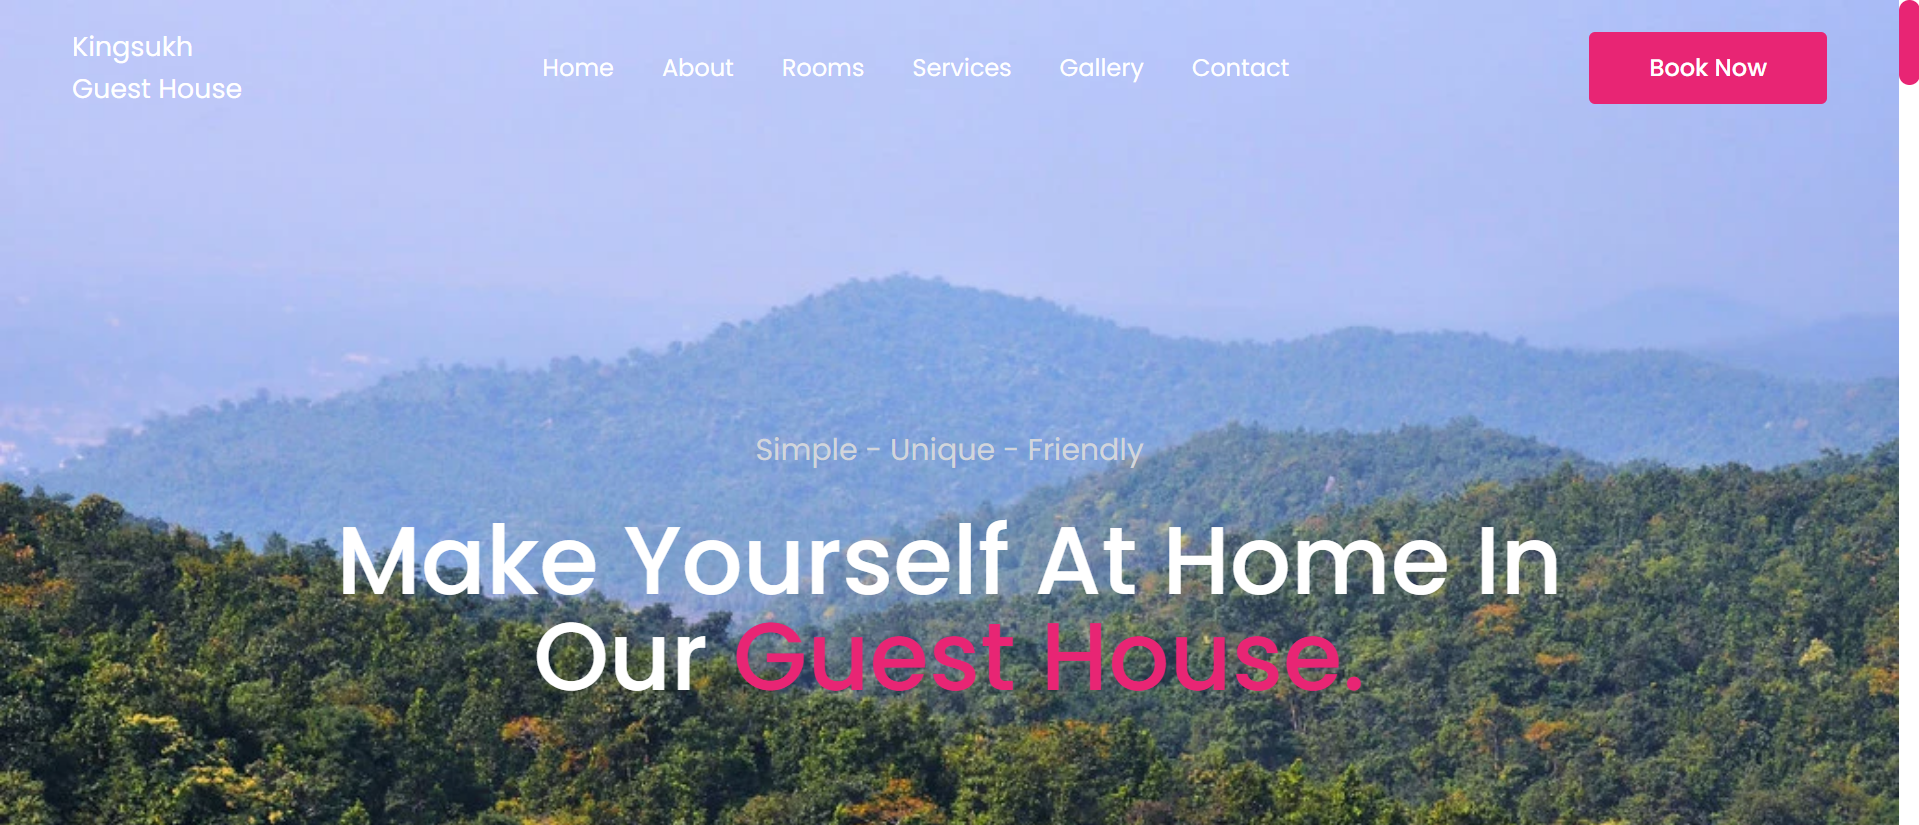 Kingsukh
Guest House
Home About Rooms Services Gallery Contact
Book Now
Simple - Unique - Friendly
Make Yourself At Home In
Our Guest House.